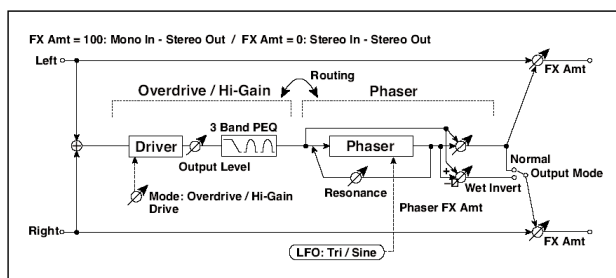 FX Amt = 100: Mono In - Stereo Out / FX Amt = 0: Stereo In - Stereo Out
Left
FX Amt
Routing
Overdrive / Hi-Gain
Phaser
3 Band PEQ
Driver
Phaser
Output Level
Normal
Output Mode
Wet Invert
+
−
Resonance
Mode: Overdrive / Hi-Gain
Drive
Phaser FX Amt
Right
LFO: Tri / Sine
FX Amt